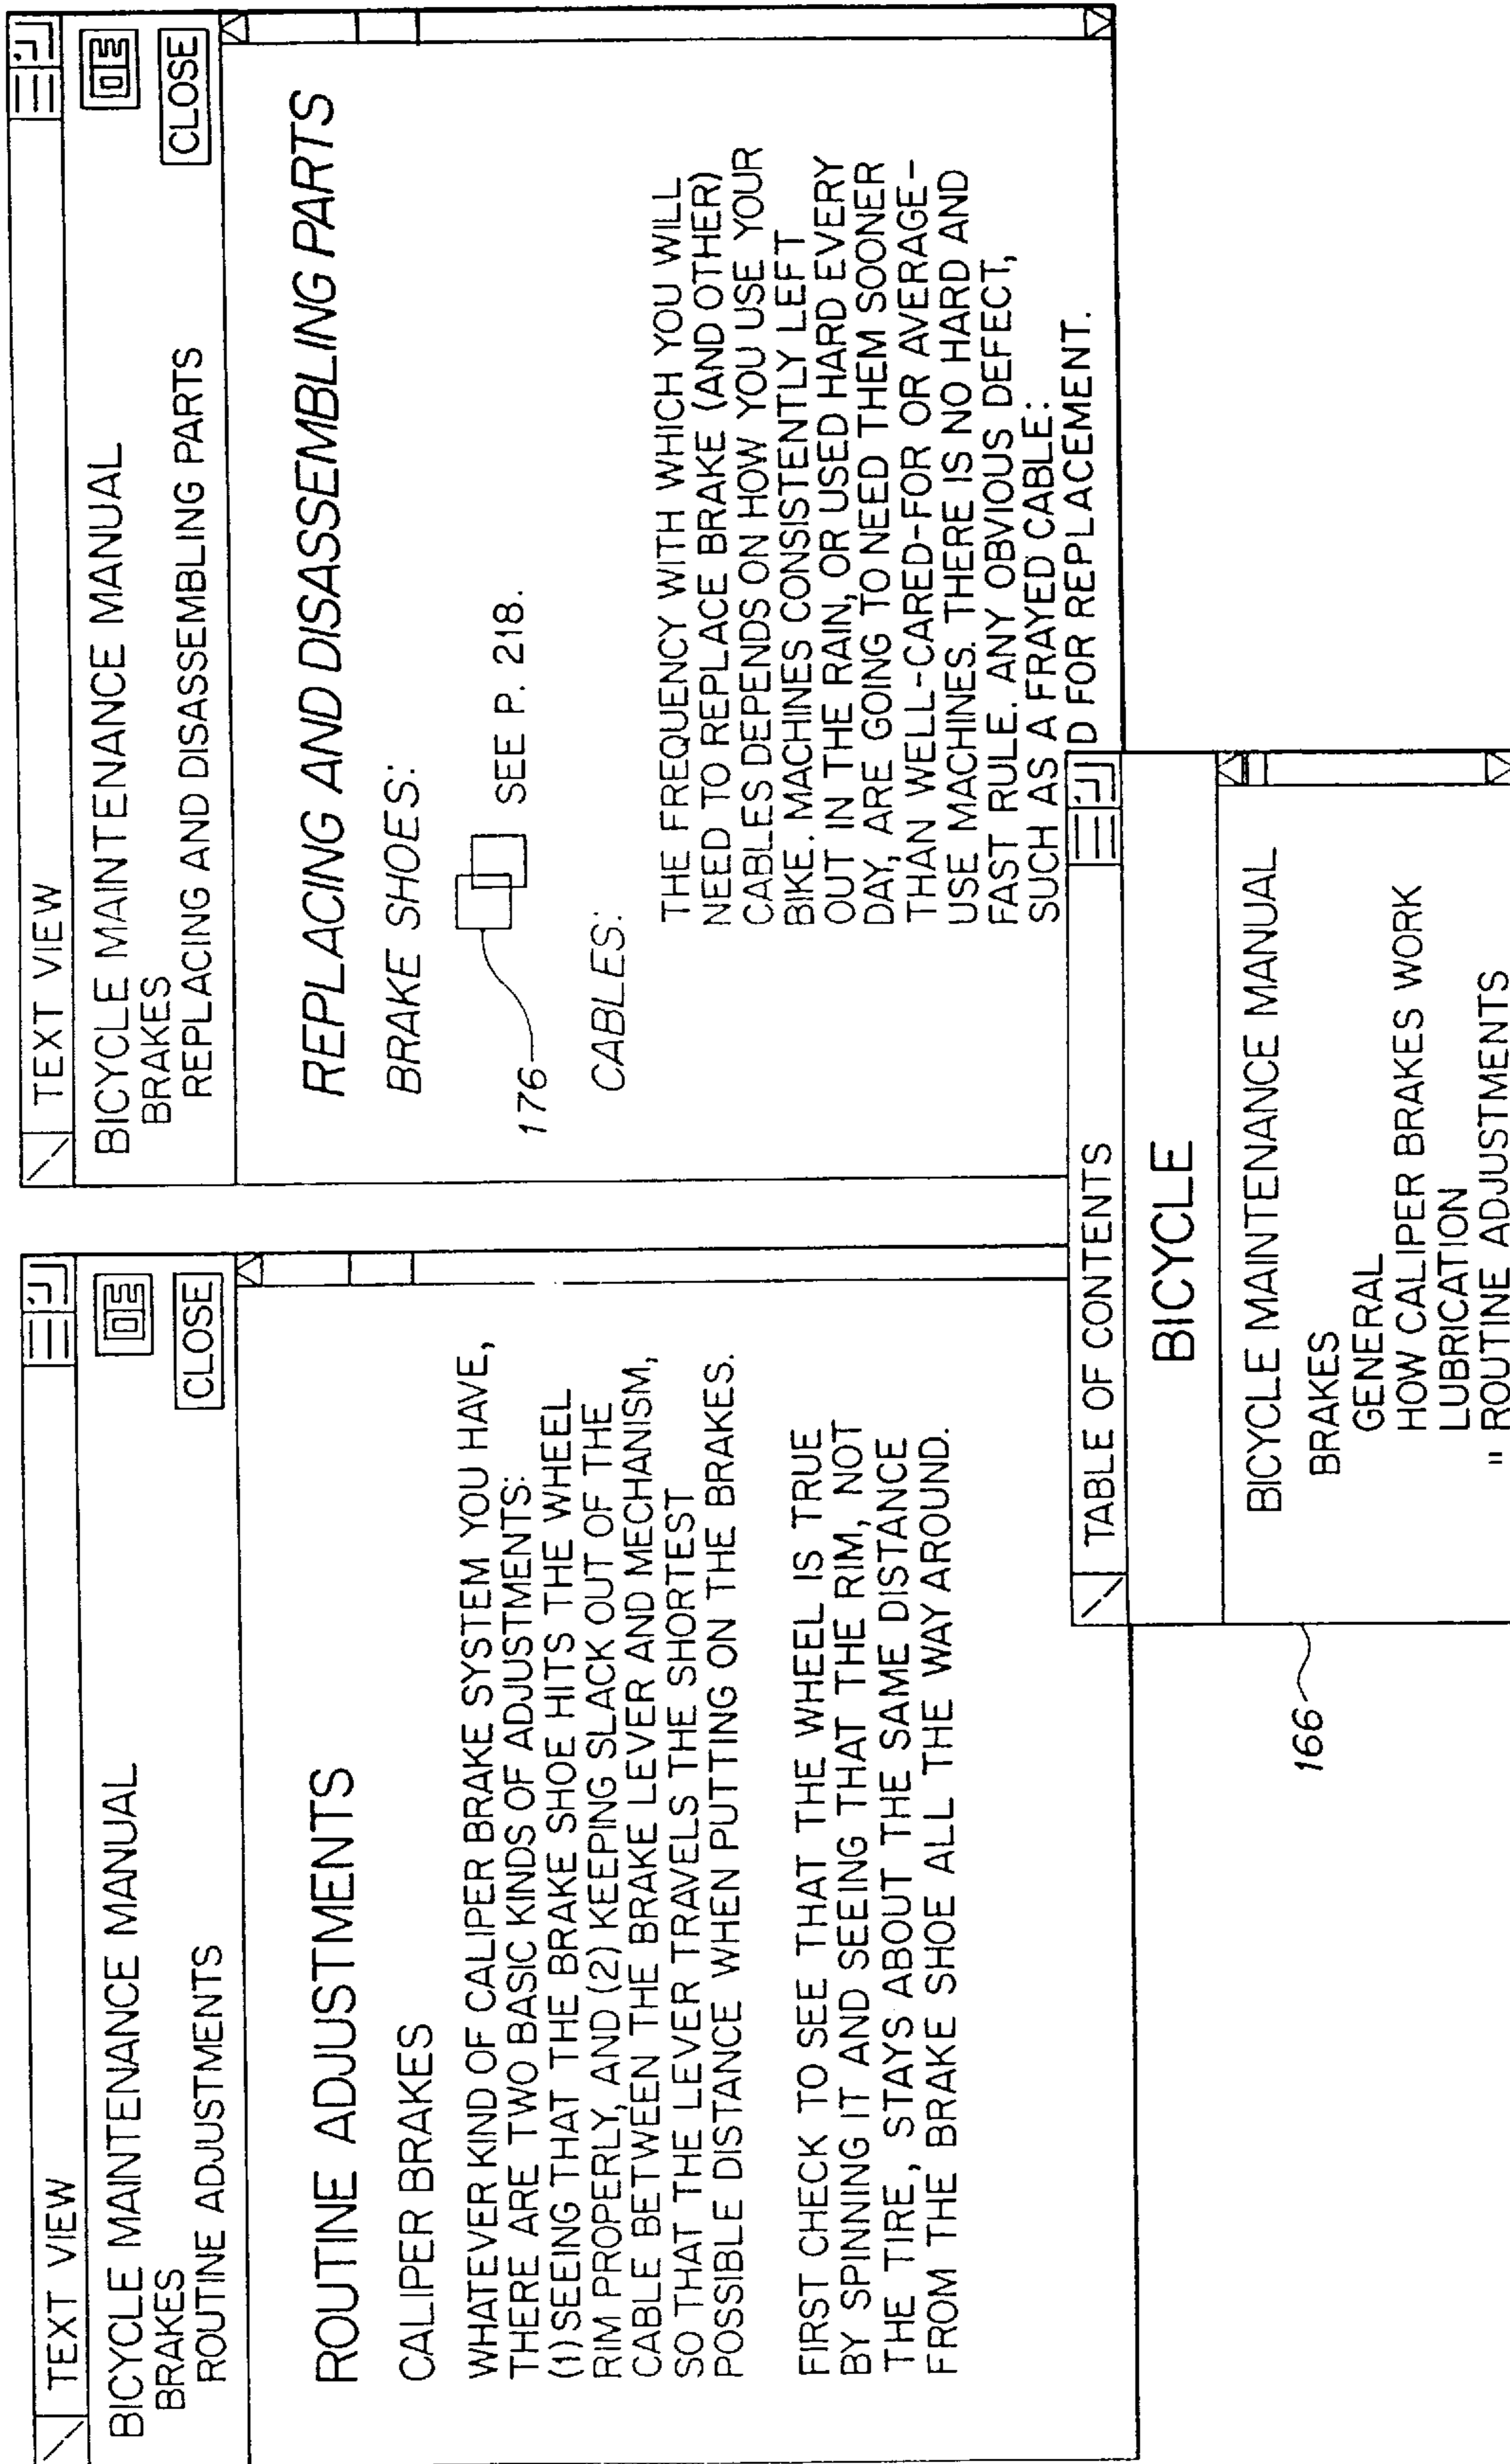 TEXT VIEW
BICYCLE MAINTENANCE MANUAL
BRAKES
ROUTINE ADJUSTMENTS
CLOSE
ROUTINE ADJUSTMENTS
CALIPER BRAKES
WHATEVER KIND OF CALIPER BRAKE SYSTEM YOU HAVE,
THERE ARE TWO BASIC KINDS OF ADJUSTMENTS:
(1) SEEING THAT THE BRAKE SHOE HITS THE WHEEL
RIM PROPERLY, AND (2) KEEPING SLACK OUT OF THE
CABLE BETWEEN THE BRAKE LEVER AND MECHANISM,
SO THAT THE LEVER TRAVELS THE SHORTEST
POSSIBLE DISTANCE WHEN PUTTING ON THE BRAKES.
FIRST CHECK TO SEE THAT THE WHEEL IS TRUE
BY SPINNING IT AND SEEING THAT THE RIM, NOT
THE TIRE, STAYS ABOUT THE SAME DISTANCE
FROM THE BRAKE SHOE ALL THE WAY AROUND.
TEXT VIEW
BICYCLE MAINTENANCE MANUAL
BRAKES
REPLACING AND DISASSEMBLING PARTS
CLOSE
REPLACING AND DISASSEMBLING PARTS
BRAKE SHOES:
SEE P. 218.
176
CABLES:
THE FREQUENCY WITH WHICH YOU WILL
NEED TO REPLACE BRAKE (AND OTHER)
CABLES DEPENDS ON HOW YOU USE YOUR
BIKE. MACHINES CONSISTENTLY LEFT
OUT IN THE RAIN, OR USED HARD EVERY
DAY, ARE GOING TO NEED THEM SOONER
THAN WELL-CARED-FOR OR AVERAGE-
USE MACHINES. THERE IS NO HARD AND
FAST RULE. ANY OBVIOUS DEFECT,
SUCH AS A FRAYED CABLE:
D FOR REPLACEMENT.
TABLE OF CONTENTS
BICYCLE
BICYCLE MAINTENANCE MANUAL
BRAKES
GENERAL
HOW CALIPER BRAKES WORK
LUBRICATION
" ROUTINE ADJUSTMENTS
166